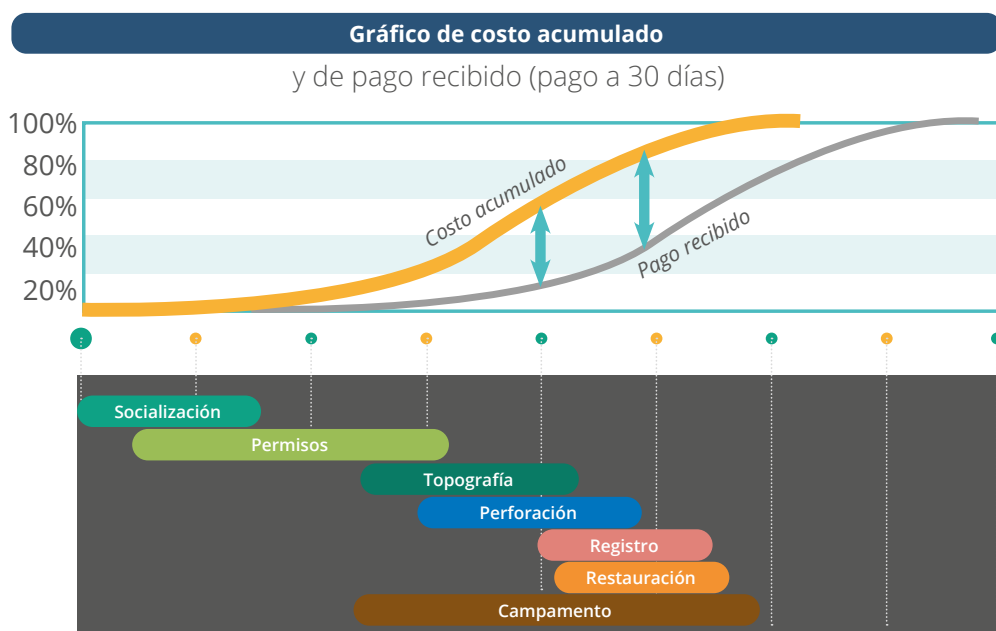 Gráfico de costo acumulado
y de pago recibido (pago a 30 días)
100%
80%
60%
40%
20%
Costo acumulado
Pago recibido
Socialización
Permisos
Topografía
Perforación
Registro
Restauración
Campamento